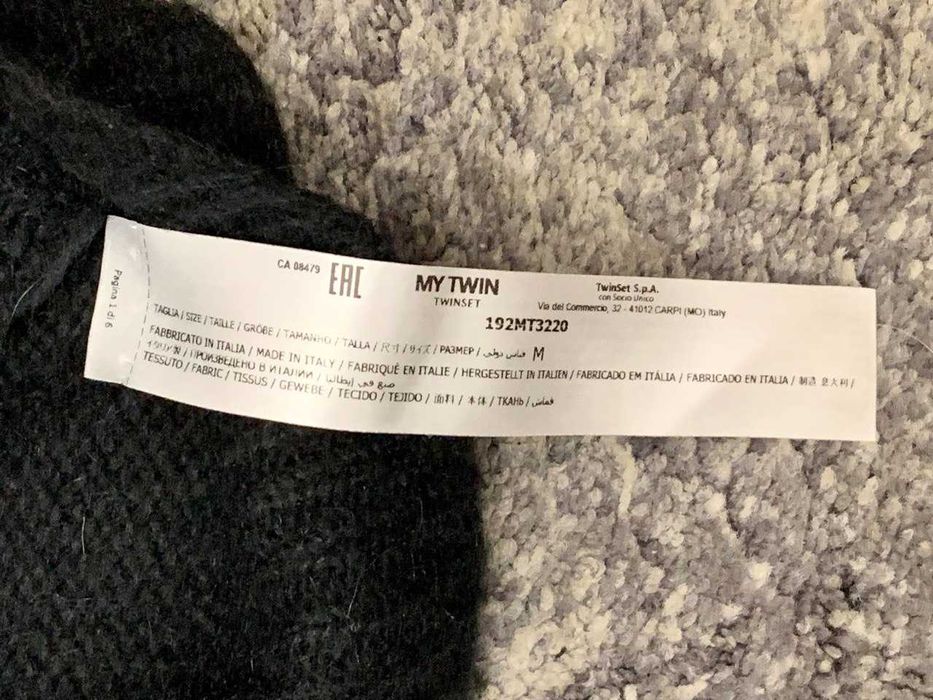 Pagina 1 di 6
CA 08479 EAC MY TWIN
TWINSET
TwinSet S.p.A.
con Socio Unico
Via del Commercio, 32 - 41012 CARPI (MO) Italy
192MT3220
TAGLIA / SIZE / TAILLE / GRÖBE / TAMANHO / TALLA / 尺寸 / サイズ / РАЗМЕР / قياس دولي M
FABBRICATO IN ITALIA / MADE IN ITALY / FABRIQUÉ EN ITALIE / HERGESTELLT IN ITALIEN / FABRICADO EM ITÁLIA / FABRICADO EN ITALIA / 制造 意大利 /
イタリア製 / ПРОИЗВЕДЕНО В ИТАЛИИ / صنع في إيطاليا
TESSUTO / FABRIC / TISSUS / GEWEBE / TECIDO / TEJIDO / 面料 / 本体 / ТКАНЬ / قماش